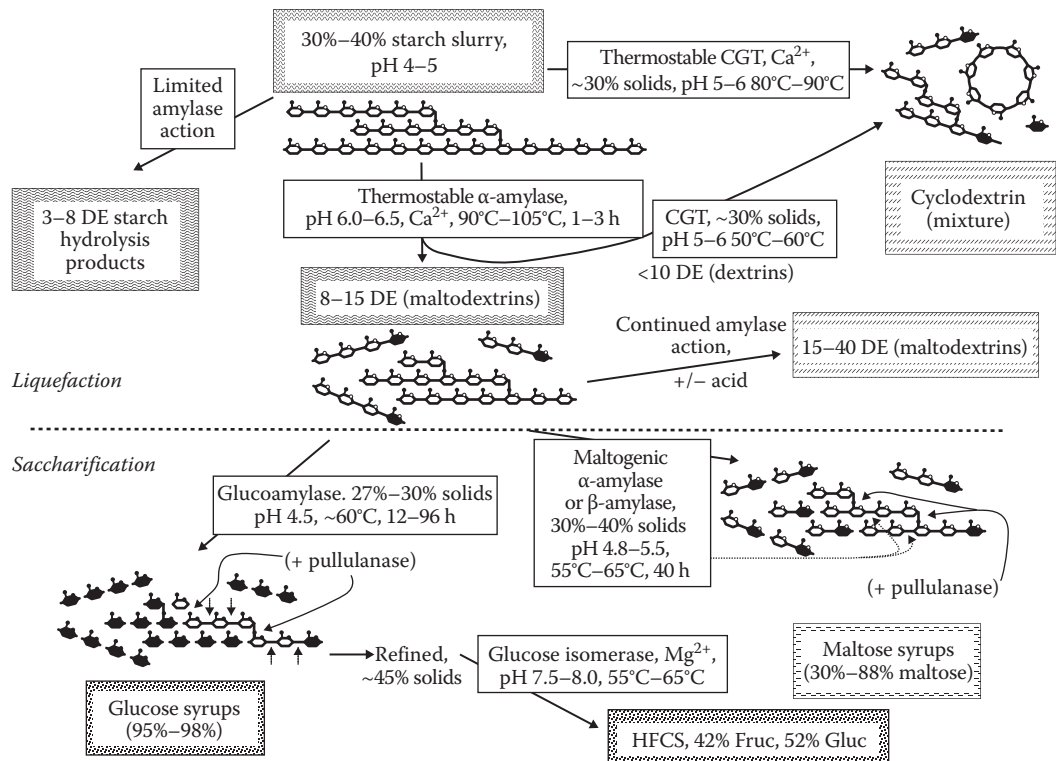 30%–40% starch slurry,
pH 4–5
Thermostable CGT, Ca²⁺,
~30% solids, pH 5–6 80°C–90°C
Limited
amylase
action
3–8 DE starch
hydrolysis
products
Thermostable α-amylase,
pH 6.0–6.5, Ca²⁺, 90°C–105°C, 1–3 h
CGT, ~30% solids,
pH 5–6 50°C–60°C
Cyclodextrin
(mixture)
<10 DE (dextrins)
8–15 DE (maltodextrins)
Continued amylase
action,
+/– acid
15–40 DE (maltodextrins)
Liquefaction
Saccharification
Glucoamylase. 27%–30% solids
pH 4.5, ~60°C, 12–96 h
(+ pullulanase)
Maltogenic
α-amylase
or β-amylase,
30%–40% solids
pH 4.8–5.5,
55°C–65°C, 40 h
(+ pullulanase)
Refined,
~45% solids
Glucose isomerase, Mg²⁺,
pH 7.5–8.0, 55°C–65°C
Maltose syrups
(30%–88% maltose)
Glucose syrups
(95%–98%)
HFCS, 42% Fruc, 52% Gluc